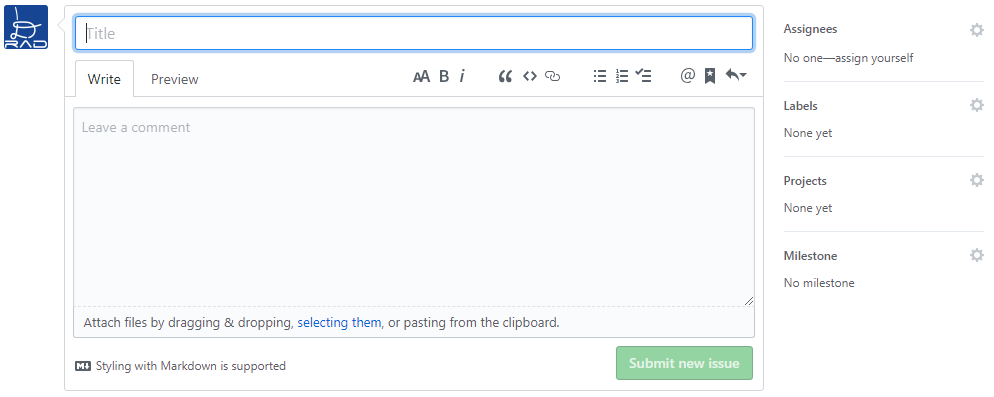 RAD
Title
Write Preview AA B i @
Leave a comment
Attach files by dragging & dropping, selecting them, or pasting from the clipboard.
Styling with Markdown is supported
Submit new issue
Assignees
No one—assign yourself
Labels
None yet
Projects
None yet
Milestone
No milestone